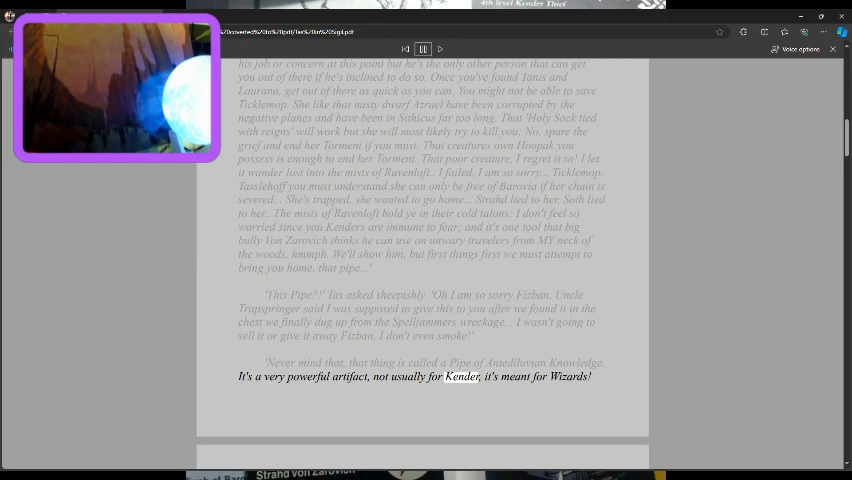 4th level Kender Thief
%20coverted%20to%20pdf/Tas%20in%20Sigil.pdf
Voice options
his job or concern at this point but he's the only other person that can get
you out of there if he's inclined to do so. Once you've found Tanis and
Laurana, get out of there as quick as you can. You might not be able to save
Ticklemop. She like that nasty dwarf Azrael have been corrupted by the
negative planes and have been in Sithicus far too long. That 'Holy Sack tied
with reigns' will work but she will most likely try to kill you; No, spare the
grief and end her Torment if you must. That creatures own Hoopak you
possess is enough to end her Torment. That poor creature, I regret it so! I let
it wander lost into the mists of Ravenloft.. I failed, I am so sorry... Ticklemop.
Tasslehoff you must understand she can only be free of Barovia if her chain is
severed... She's trapped, she wanted to go home... Strahd lied to her. Soth lied
to her.. The mists of Ravenloft hold ye in their cold talons; I don't feel so
worried since you Kenders are immune to fear; and it's one tool that big
bully Von Zarovich thinks he can use on unwary travelers from MY neck of
the woods, hmmph. We'll show him, but first things first we must attempt to
bring you home, that pipe...'
'This Pipe?!' Tas asked sheepishly. 'Oh I am so sorry Fizban, Uncle
Trapspringer said I was supposed to give this to you after we found it in the
chest we finally dug up from the Spelljammers wreckage... I wasn't going to
sell it or give it away Fizban, I don't even smoke!'
'Never mind that, that thing is called a Pipe of Antediluvian Knowledge.
It's a very powerful artifact, not usually for Kender, it's meant for Wizards!
Strahd Von Zarovich